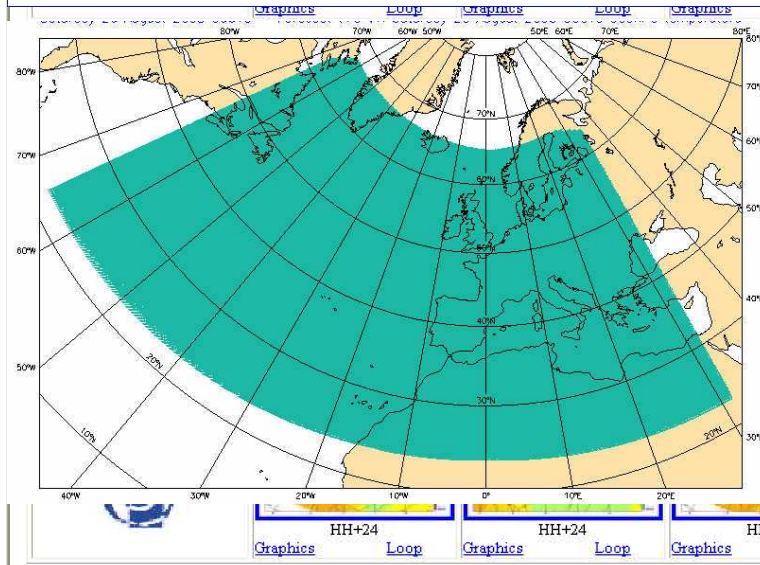 Graphics Loop Graphics Loop Graphics
80°W 70°W 60°W 50°W 50°E 60°E 70°E 80°E
80°W
80°
70°N
70°E
70°W
60°E
60°N
60°W
50°N
50°E
40°N
40°E
50°W
20°N
30°N
30°E
10°N
20°N
40°W 30°W 20°W 10°W 0° 10°E 20°E
HH+24 HH+24
Graphics Loop Graphics Loop Graphics